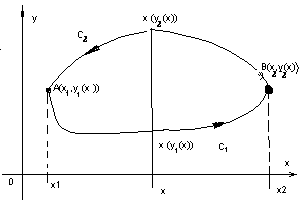 y
x (y₂(x))
C₂
A(x₁,y₁(x ))
B(x₂,y₂(x))
x (y₁(x))
C₁
x
0
x1
x
x2